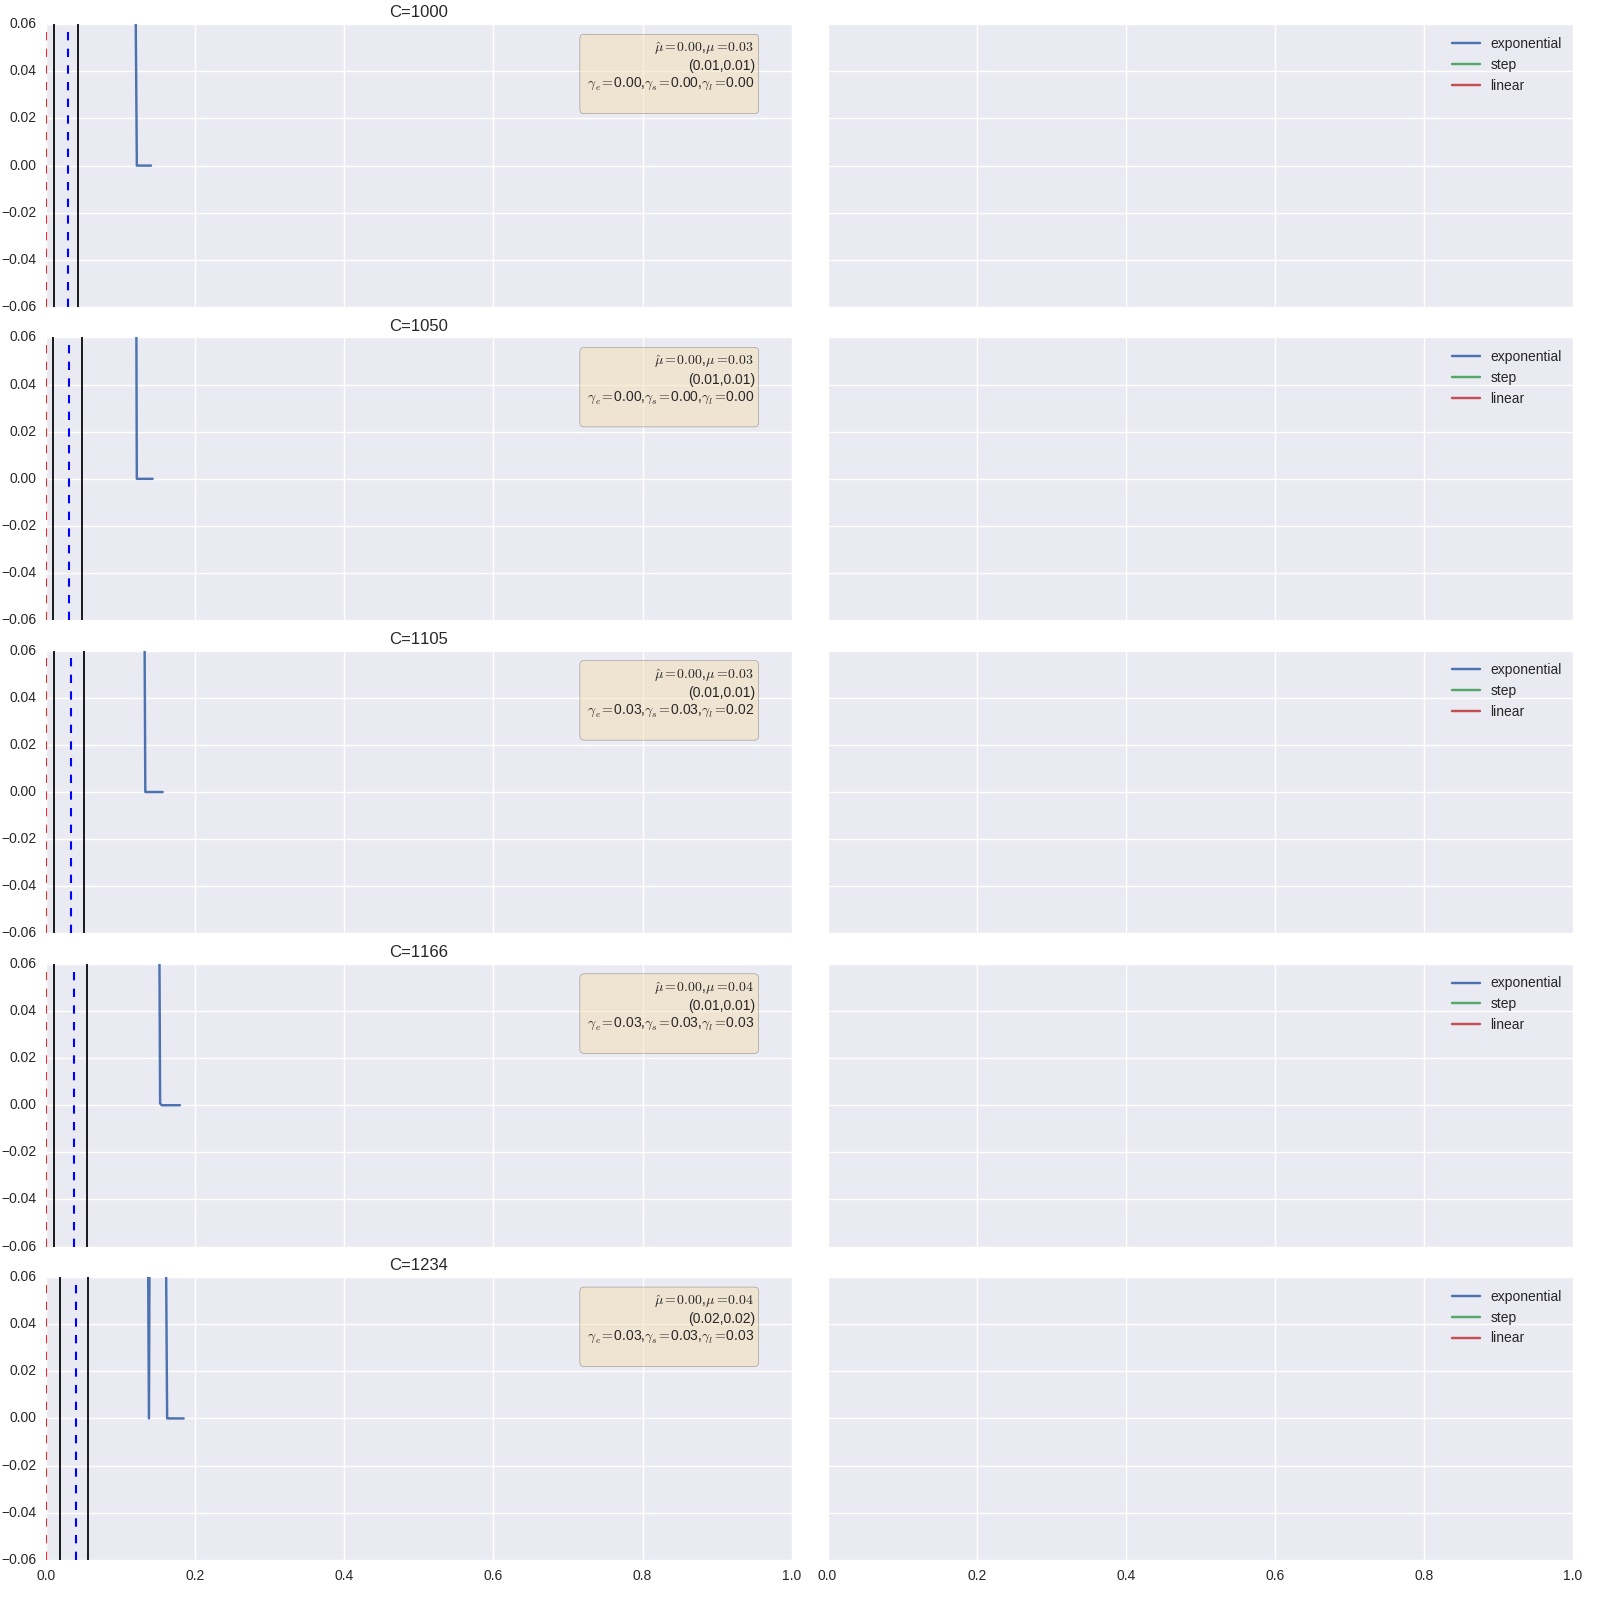 C=1000
0.06
0.04
0.02
0.00
−0.02
−0.04
−0.06
μ̂=0.00,μ=0.03
(0.01,0.01)
γₑ=0.00,γₛ=0.00,γₗ=0.00
exponential
step
linear
C=1050
0.06
0.04
0.02
0.00
−0.02
−0.04
−0.06
μ̂=0.00,μ=0.03
(0.01,0.01)
γₑ=0.00,γₛ=0.00,γₗ=0.00
exponential
step
linear
C=1105
0.06
0.04
0.02
0.00
−0.02
−0.04
−0.06
μ̂=0.00,μ=0.03
(0.01,0.01)
γₑ=0.03,γₛ=0.03,γₗ=0.02
exponential
step
linear
C=1166
0.06
0.04
0.02
0.00
−0.02
−0.04
−0.06
μ̂=0.00,μ=0.04
(0.01,0.01)
γₑ=0.03,γₛ=0.03,γₗ=0.03
exponential
step
linear
C=1234
0.06
0.04
0.02
0.00
−0.02
−0.04
−0.06
μ̂=0.00,μ=0.04
(0.02,0.02)
γₑ=0.03,γₛ=0.03,γₗ=0.03
exponential
step
linear
0.0 0.2 0.4 0.6 0.8 1.0
0.0 0.2 0.4 0.6 0.8 1.0